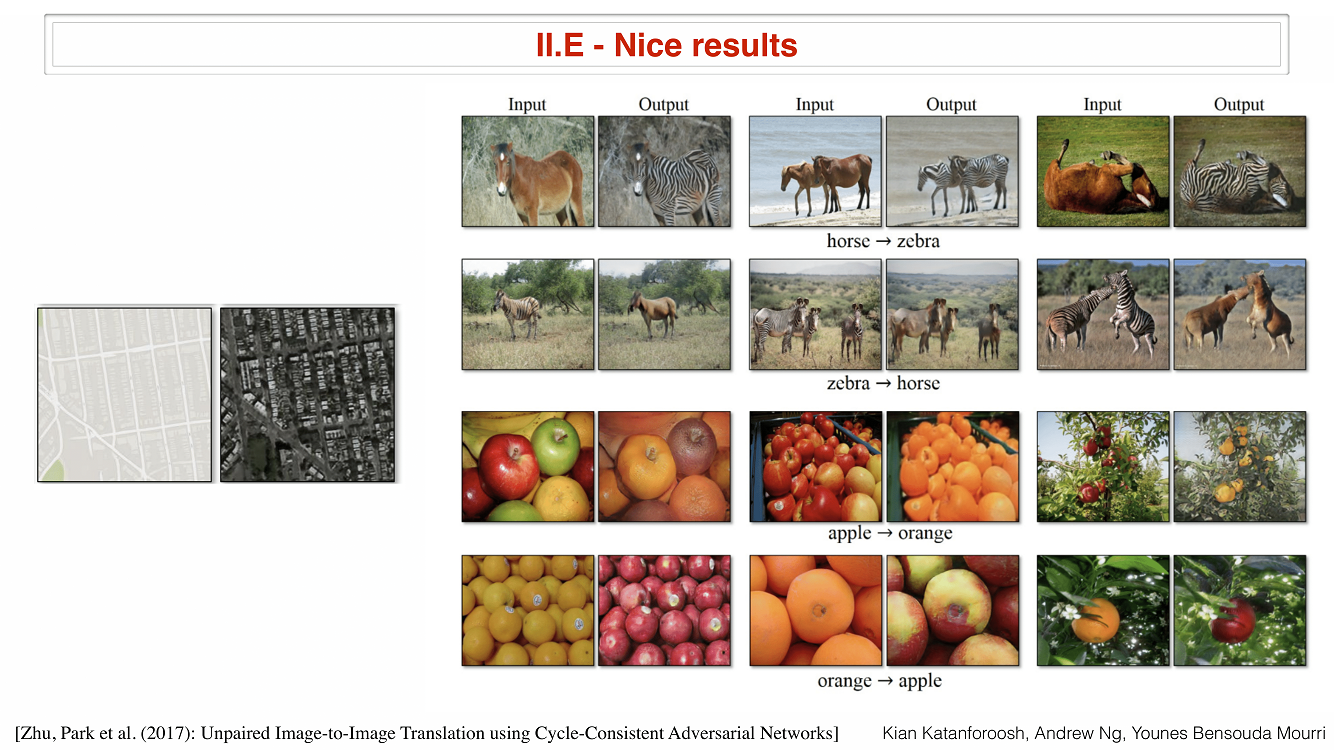 II.E - Nice results
Input Output Input Output Input Output
horse → zebra
zebra → horse
apple → orange
orange → apple
[Zhu, Park et al. (2017): Unpaired Image-to-Image Translation using Cycle-Consistent Adversarial Networks]
Kian Katanforoosh, Andrew Ng, Younes Bensouda Mourri